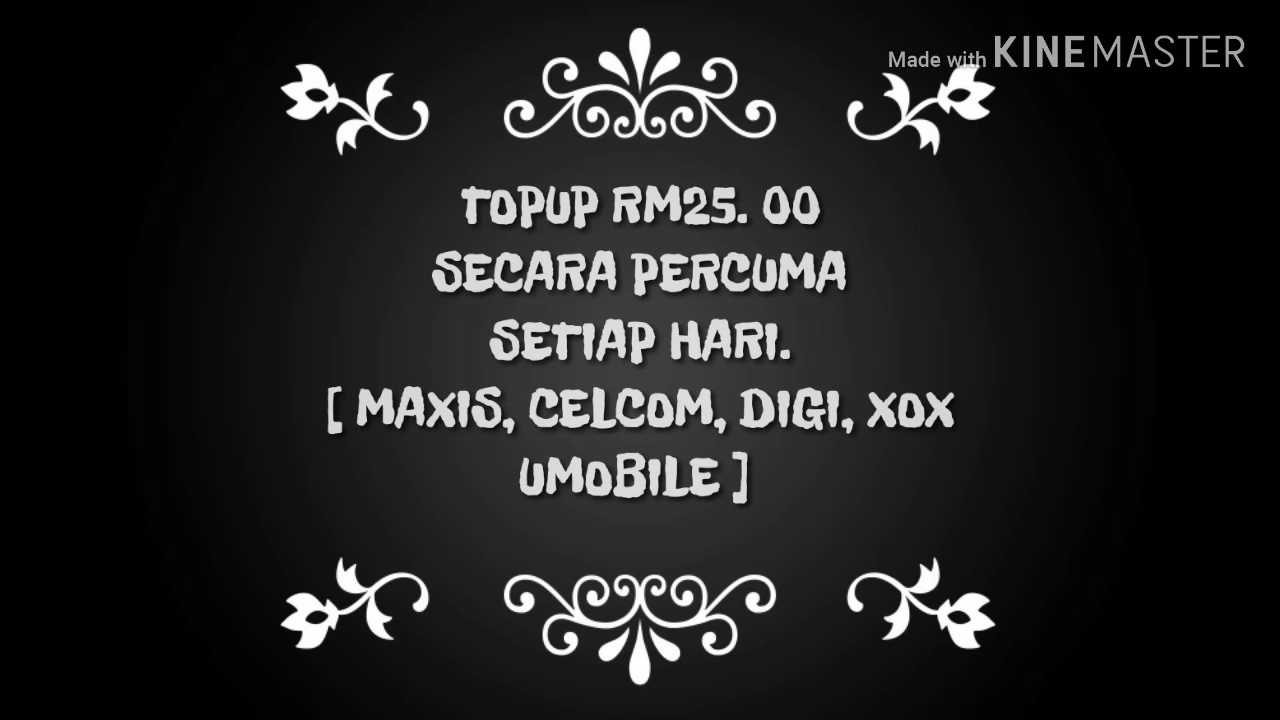 Made with KINEMASTER
TOPUP RM25. 00
SECARA PERCUMA
SETIAP HARI.
[ MAXIS, CELCOM, DIGI, XOX
UMOBILE ]